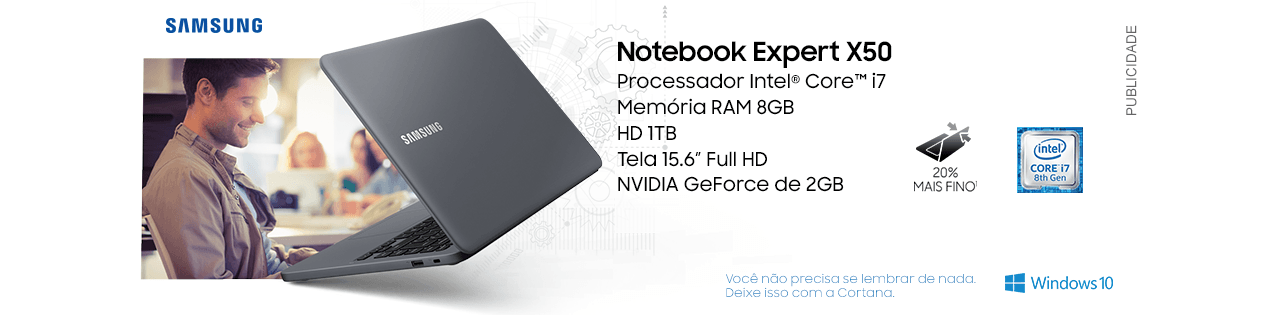 SAMSUNG
SAMSUNG
Notebook Expert X50
Processador Intel® Core™ i7
Memória RAM 8GB
HD 1TB
Tela 15.6” Full HD
NVIDIA GeForce de 2GB
20%
MAIS FINO¹
intel®
CORE™ i7
8th Gen
PUBLICIDADE
Você não precisa se lembrar de nada.
Deixe isso com a Cortana.
Windows 10